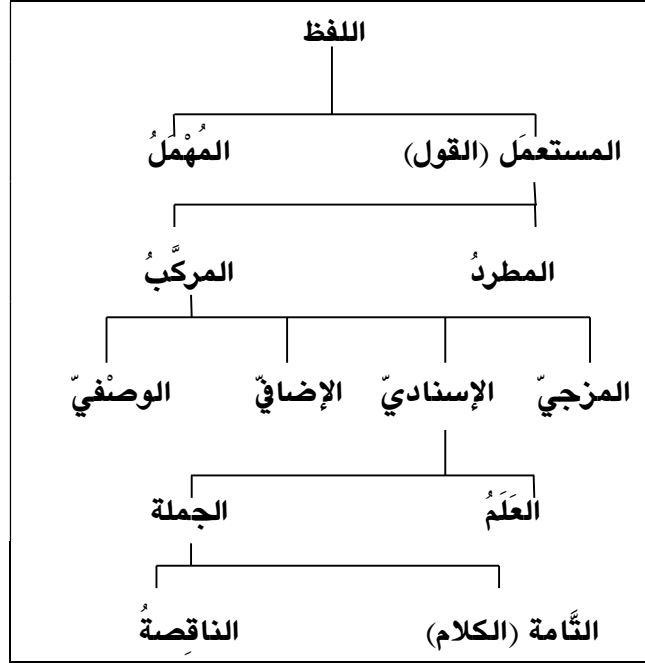 اللفظ
المستعمَل (القول) المُهْمَلُ
المطردُ المركَّبُ
المزجيّ الإسناديّ الإضافيّ الوصْفيّ
العَلَمُ الجملة
التَّامة (الكلام) الناقِصةُ